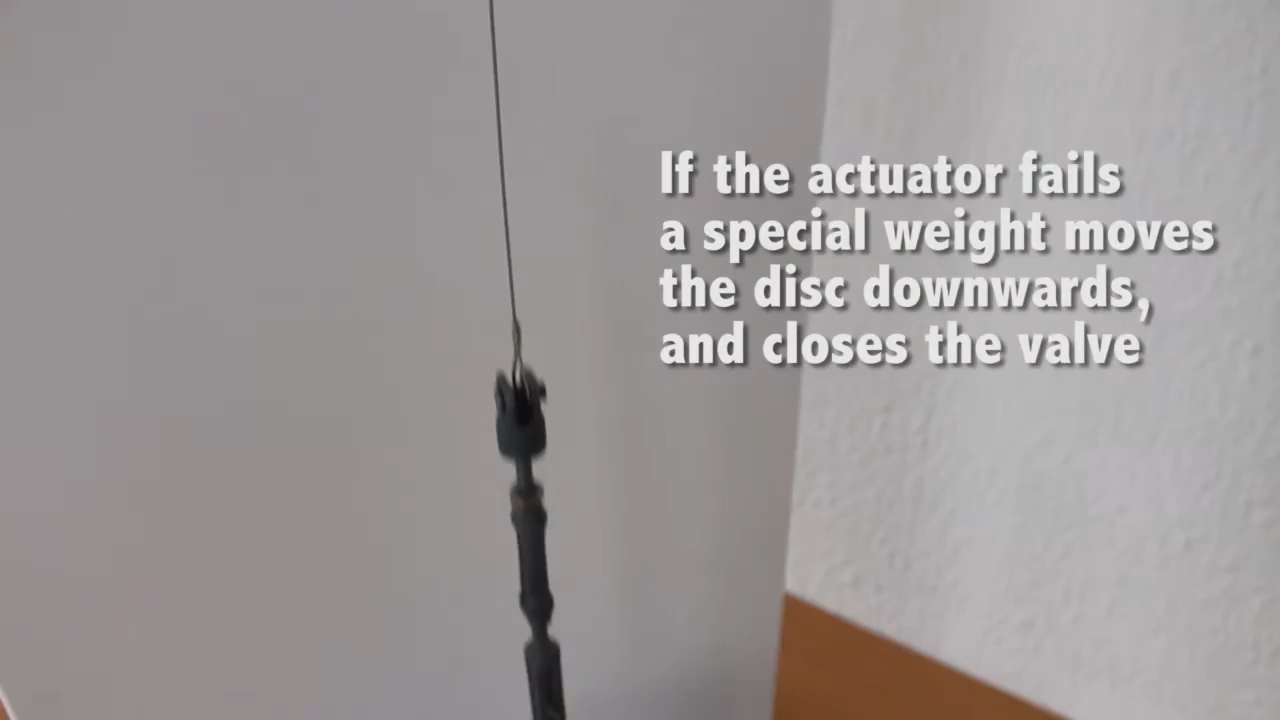 If the actuator fails
a special weight moves
the disc downwards,
and closes the valve